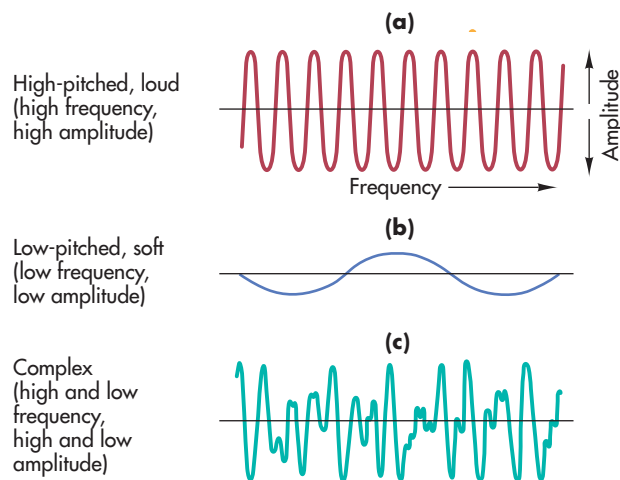 (a)
High-pitched, loud
(high frequency,
high amplitude)
Amplitude
Frequency
(b)
Low-pitched, soft
(low frequency,
low amplitude)
(c)
Complex
(high and low
frequency,
high and low
amplitude)